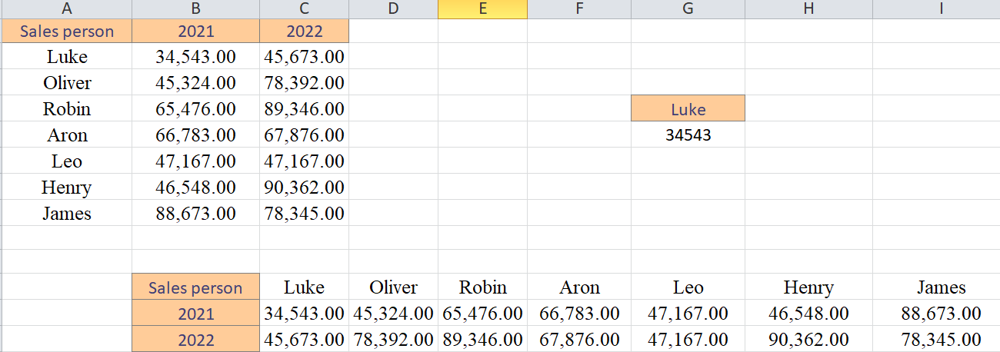 A B C D E F G H I
Sales person 2021 2022
Luke 34,543.00 45,673.00
Oliver 45,324.00 78,392.00
Robin 65,476.00 89,346.00
Luke
Aron 66,783.00 67,876.00
34543
Leo 47,167.00 47,167.00
Henry 46,548.00 90,362.00
James 88,673.00 78,345.00
Sales person Luke Oliver Robin Aron Leo Henry James
2021 34,543.00 45,324.00 65,476.00 66,783.00 47,167.00 46,548.00 88,673.00
2022 45,673.00 78,392.00 89,346.00 67,876.00 47,167.00 90,362.00 78,345.00